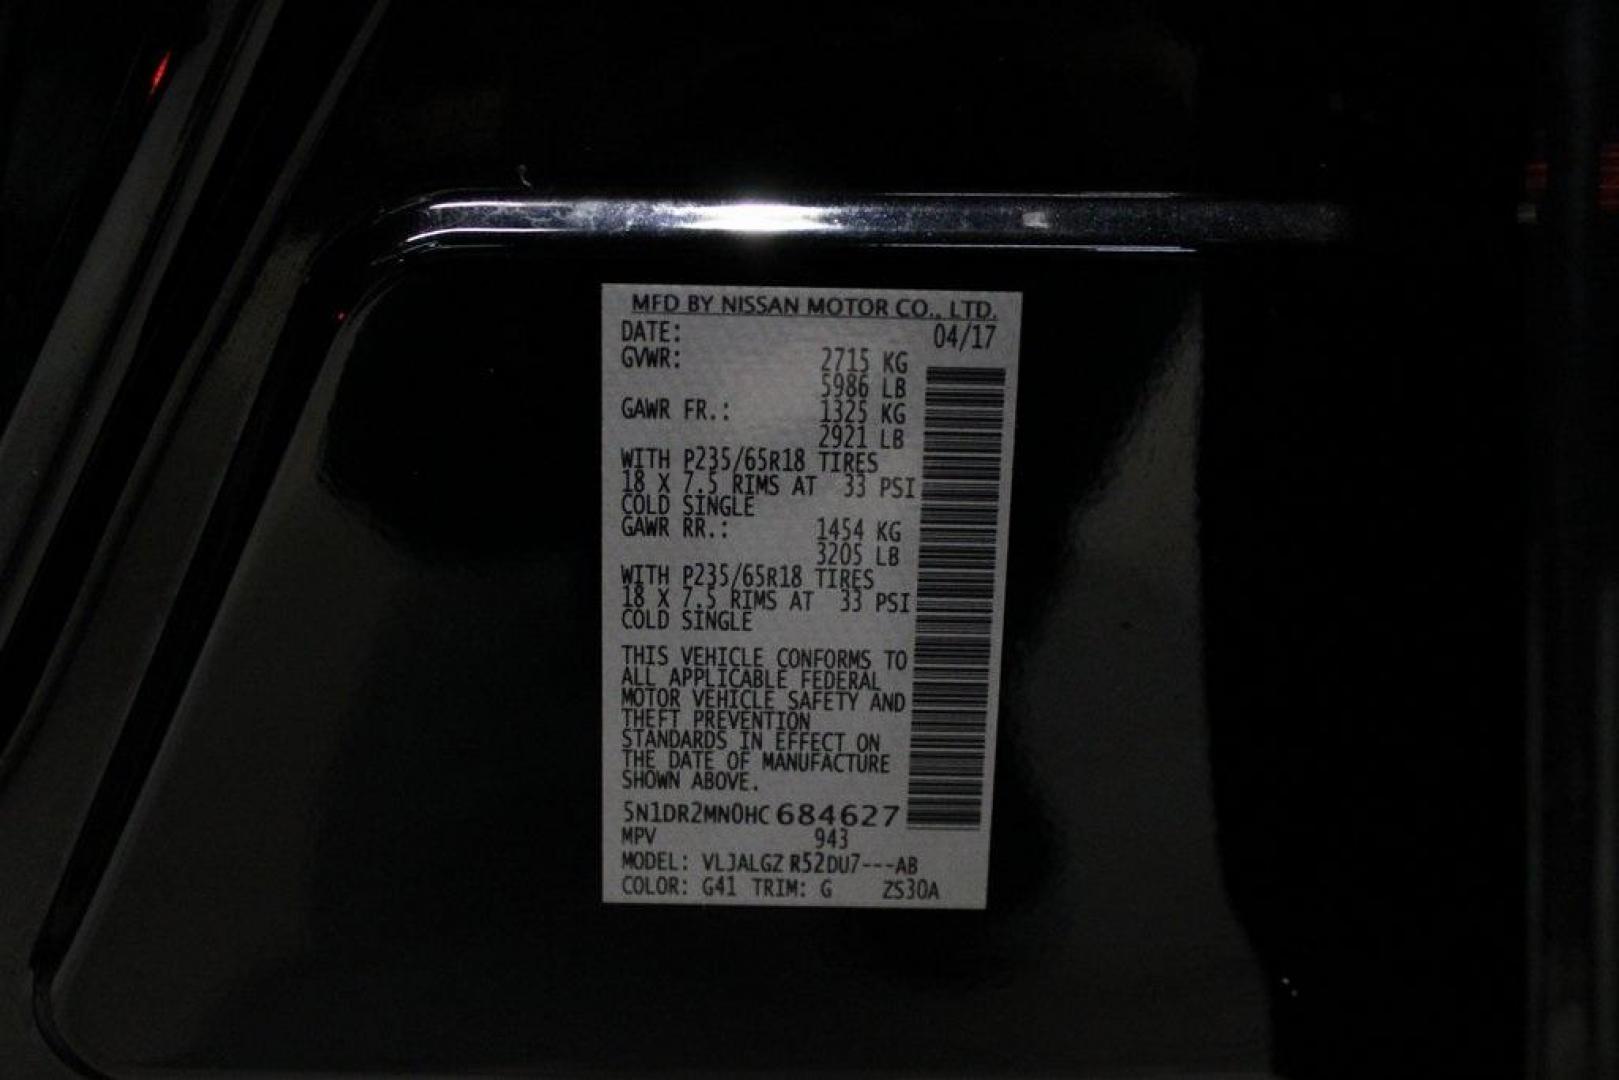 MFD BY NISSAN MOTOR CO., LTD.
DATE: 04/17
GVWR: 2715 KG
5986 LB
GAWR FR.: 1325 KG
2921 LB
WITH P235/65R18 TIRES
18 X 7.5 RIMS AT 33 PSI
COLD SINGLE
GAWR RR.: 1454 KG
3205 LB
WITH P235/65R18 TIRES
18 X 7.5 RIMS AT 33 PSI
COLD SINGLE
THIS VEHICLE CONFORMS TO
ALL APPLICABLE FEDERAL
MOTOR VEHICLE SAFETY AND
THEFT PREVENTION
STANDARDS IN EFFECT ON
THE DATE OF MANUFACTURE
SHOWN ABOVE.
5N1DR2MN0HC684627
MPV 943
MODEL: VLJALGZ R52DU7---AB
COLOR: G41 TRIM: G ZS30A